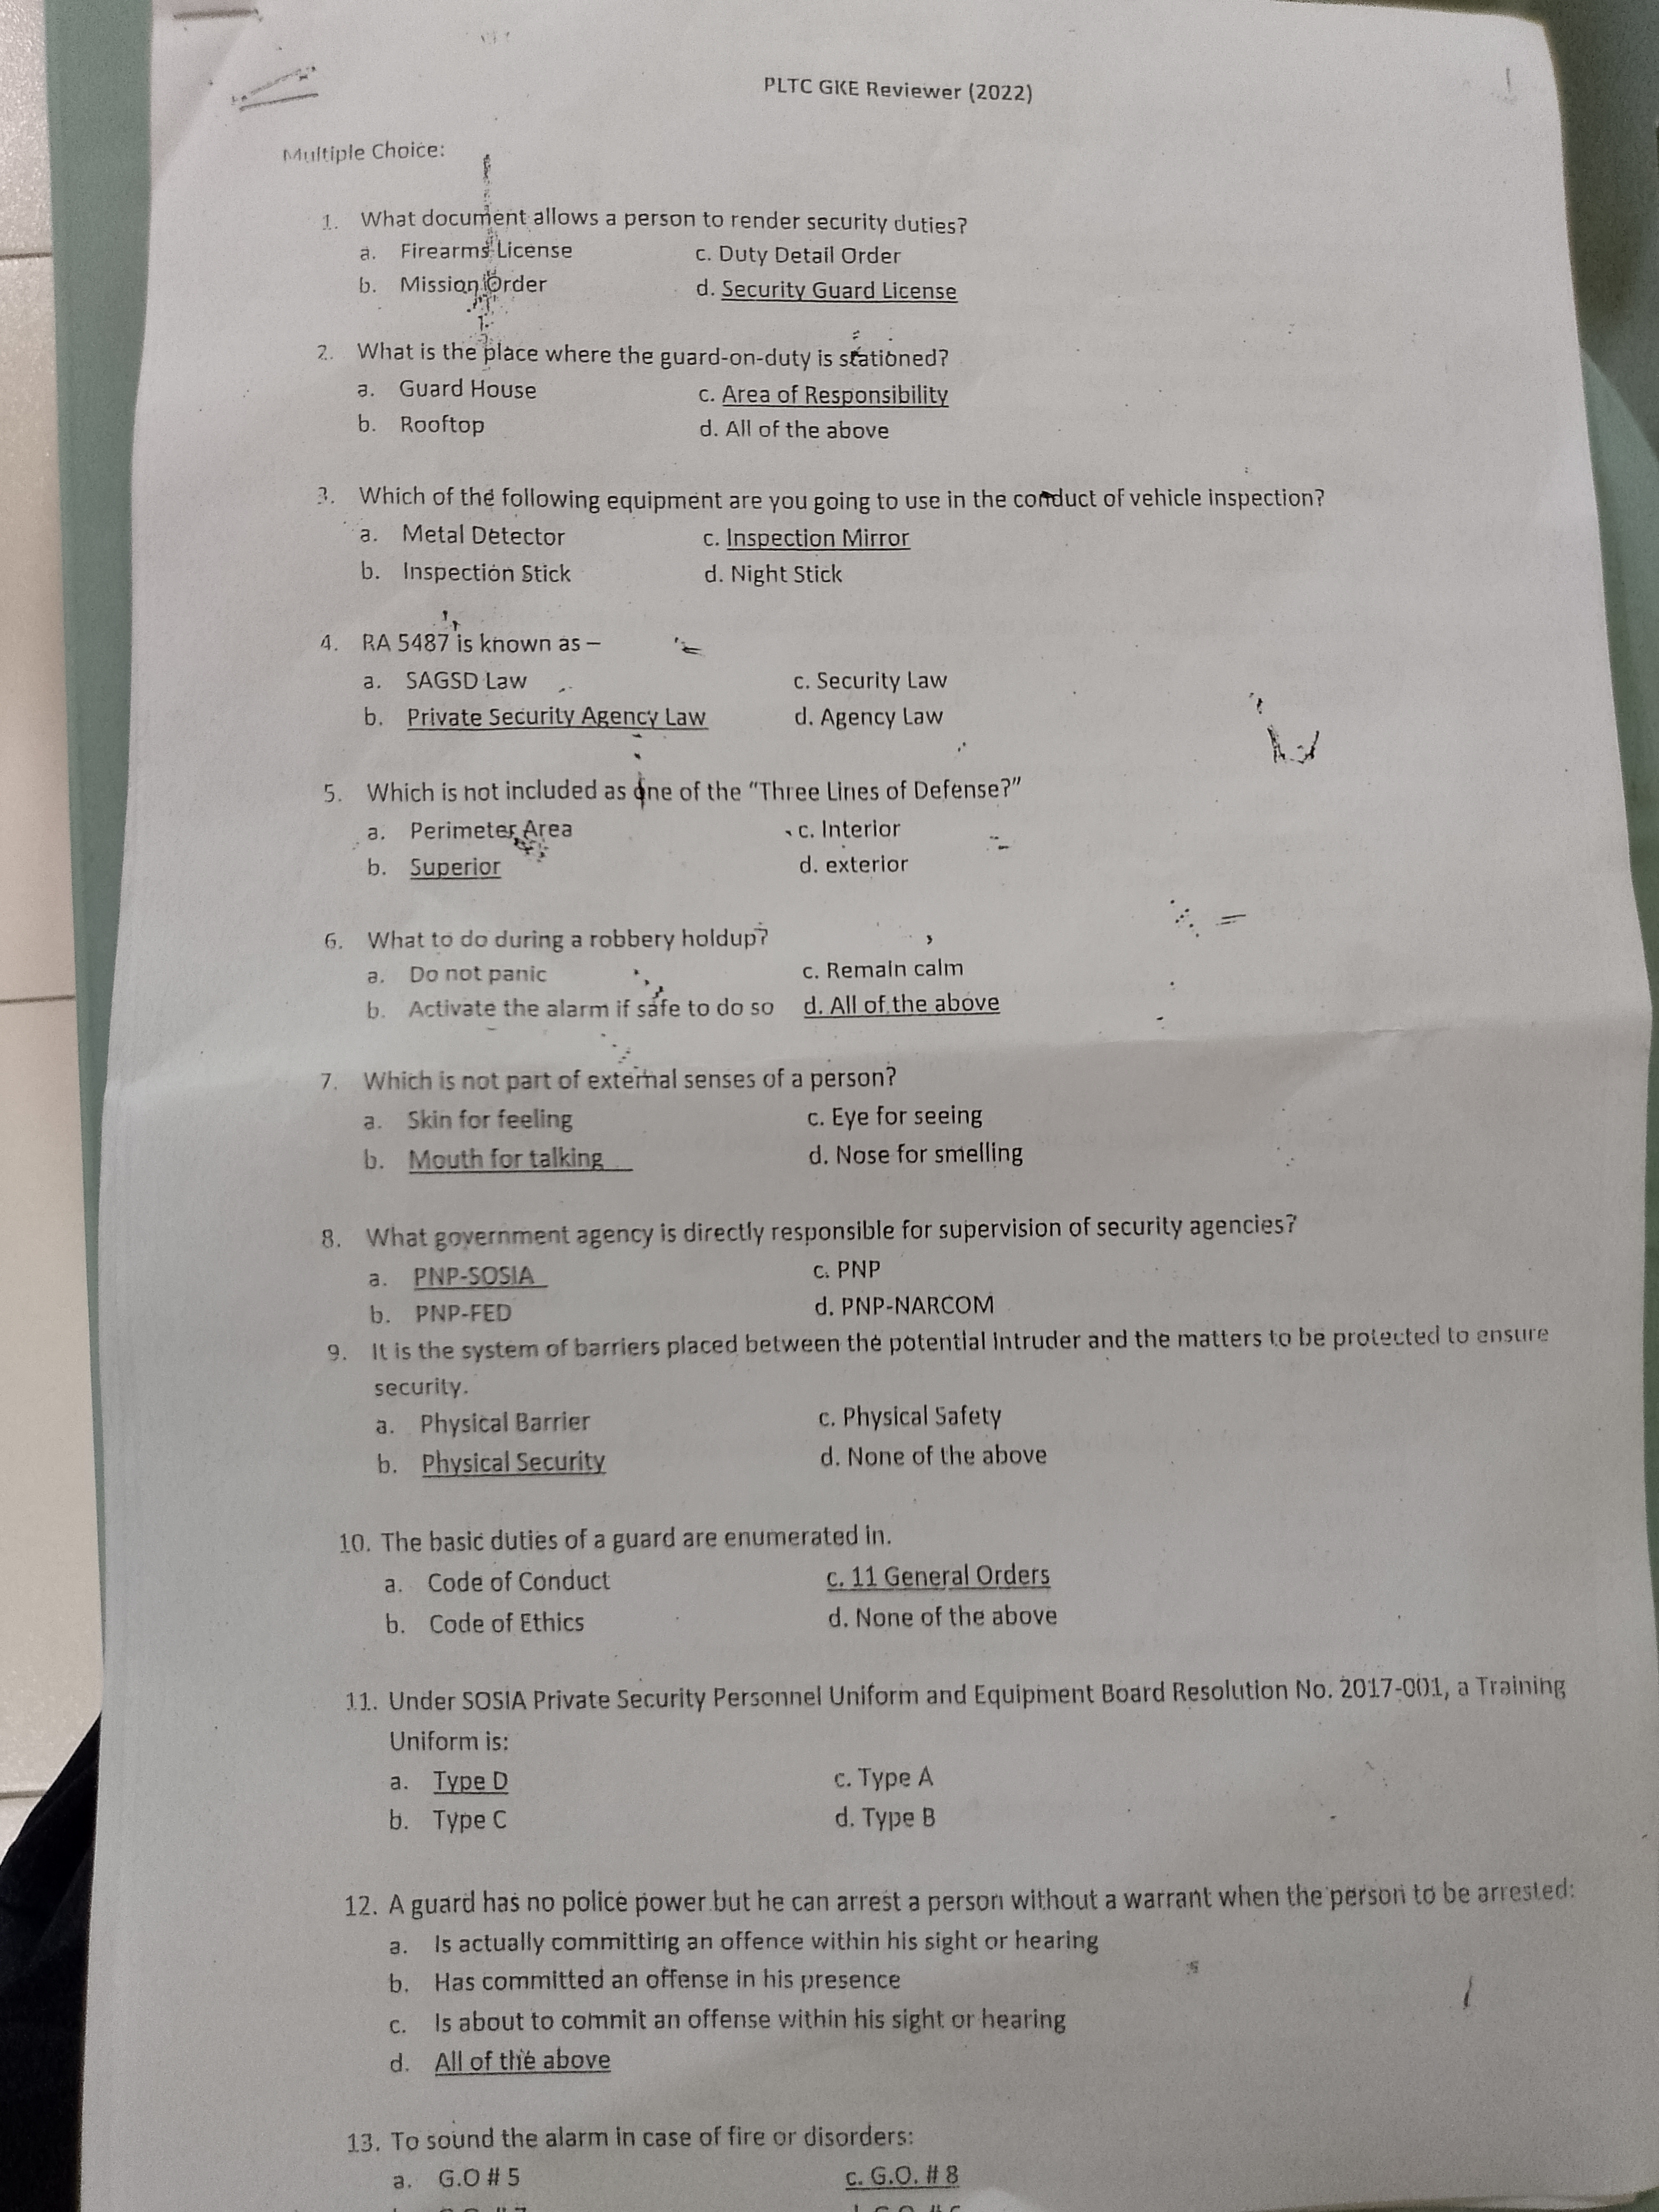 PLTC GKE Reviewer (2022)
Multiple Choice:
1. What document allows a person to render security duties?
a. Firearms License c. Duty Detail Order
b. Mission Order d. Security Guard License
2. What is the place where the guard-on-duty is stationed?
a. Guard House c. Area of Responsibility
b. Rooftop d. All of the above
3. Which of the following equipment are you going to use in the conduct of vehicle inspection?
a. Metal Detector c. Inspection Mirror
b. Inspection Stick d. Night Stick
4. RA 5487 is known as –
a. SAGSD Law c. Security Law
b. Private Security Agency Law d. Agency Law
5. Which is not included as one of the “Three Lines of Defense?”
a. Perimeter Area c. Interior
b. Superior d. exterior
6. What to do during a robbery holdup?
a. Do not panic c. Remain calm
b. Activate the alarm if safe to do so d. All of the above
7. Which is not part of external senses of a person?
a. Skin for feeling c. Eye for seeing
b. Mouth for talking d. Nose for smelling
8. What government agency is directly responsible for supervision of security agencies?
a. PNP-SOSIA c. PNP
b. PNP-FED d. PNP-NARCOM
9. It is the system of barriers placed between the potential intruder and the matters to be protected to ensure
security.
a. Physical Barrier c. Physical Safety
b. Physical Security d. None of the above
10. The basic duties of a guard are enumerated in.
a. Code of Conduct c. 11 General Orders
b. Code of Ethics d. None of the above
11. Under SOSIA Private Security Personnel Uniform and Equipment Board Resolution No. 2017-001, a Training
Uniform is:
a. Type D c. Type A
b. Type C d. Type B
12. A guard has no police power but he can arrest a person without a warrant when the person to be arrested:
a. Is actually committing an offence within his sight or hearing
b. Has committed an offense in his presence
c. Is about to commit an offense within his sight or hearing
d. All of the above
13. To sound the alarm in case of fire or disorders:
a. G.O # 5 c. G.O. # 8